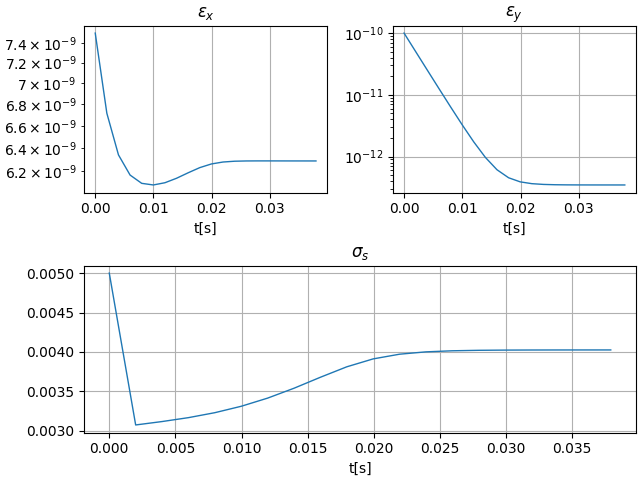 εx
7.4 × 10⁻⁹
7.2 × 10⁻⁹
7 × 10⁻⁹
6.8 × 10⁻⁹
6.6 × 10⁻⁹
6.4 × 10⁻⁹
6.2 × 10⁻⁹
0.00 0.01 0.02 0.03
t[s]
εy
10⁻¹⁰
10⁻¹¹
10⁻¹²
0.00 0.01 0.02 0.03
t[s]
σs
0.0050
0.0045
0.0040
0.0035
0.0030
0.000 0.005 0.010 0.015 0.020 0.025 0.030 0.035
t[s]